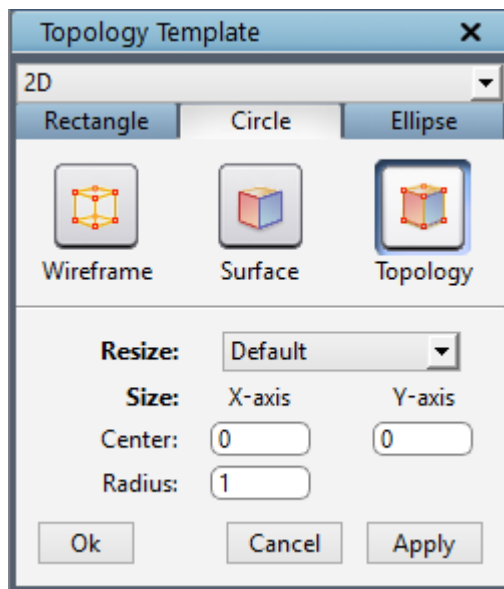 Topology Template
2D
Rectangle Circle Ellipse
Wireframe Surface Topology
Resize: Default
Size: X-axis Y-axis
Center: 0 0
Radius: 1
Ok Cancel Apply